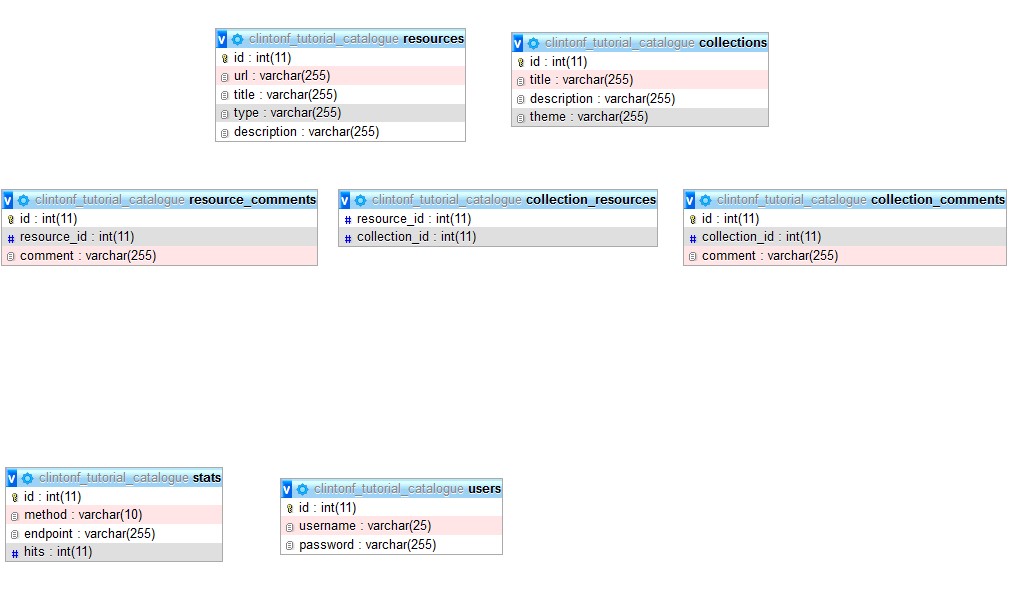 v clintonf_tutorial_catalogue resources
id : int(11)
url : varchar(255)
title : varchar(255)
type : varchar(255)
description : varchar(255)
v clintonf_tutorial_catalogue collections
id : int(11)
title : varchar(255)
description : varchar(255)
theme : varchar(255)
v clintonf_tutorial_catalogue resource_comments
id : int(11)
# resource_id : int(11)
comment : varchar(255)
v clintonf_tutorial_catalogue collection_resources
# resource_id : int(11)
# collection_id : int(11)
v clintonf_tutorial_catalogue collection_comments
id : int(11)
# collection_id : int(11)
comment : varchar(255)
v clintonf_tutorial_catalogue stats
id : int(11)
method : varchar(10)
endpoint : varchar(255)
# hits : int(11)
v clintonf_tutorial_catalogue users
id : int(11)
username : varchar(25)
password : varchar(255)